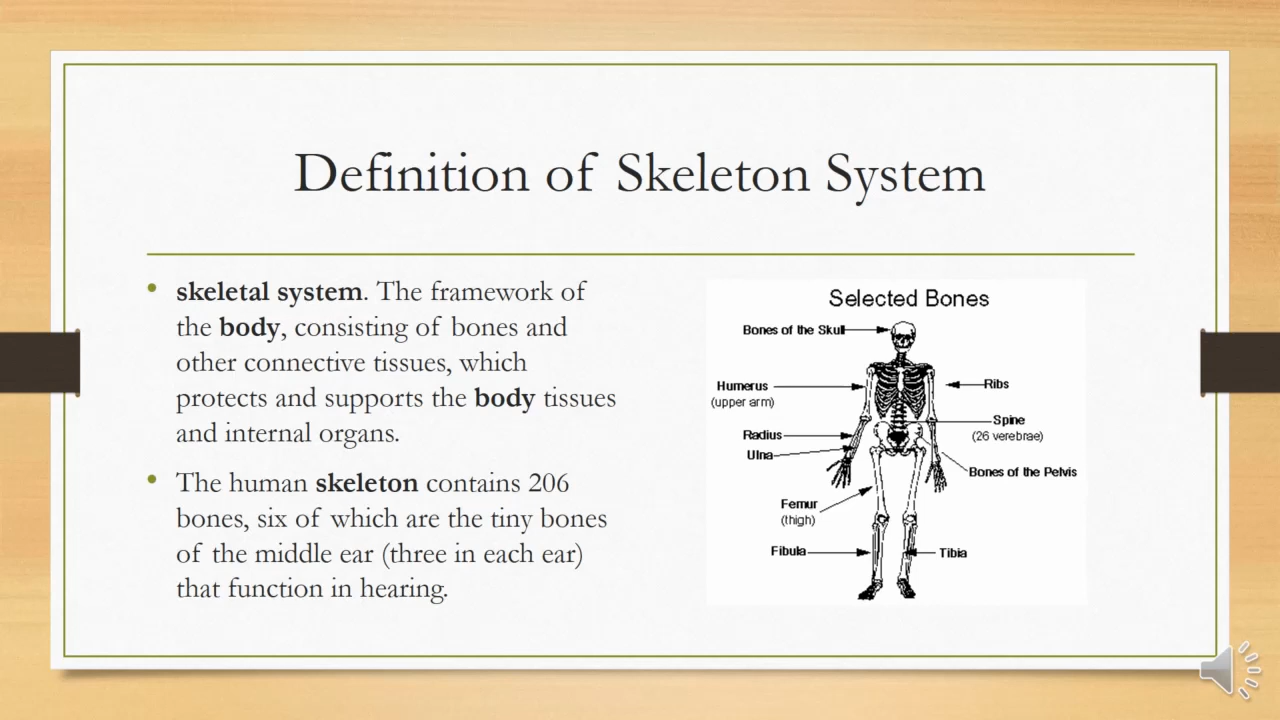 Definition of Skeleton System
• skeletal system. The framework of
the body, consisting of bones and
other connective tissues, which
protects and supports the body tissues
and internal organs.
• The human skeleton contains 206
bones, six of which are the tiny bones
of the middle ear (three in each ear)
that function in hearing.
Selected Bones
Bones of the Skull
Humerus
(upper arm)
Ribs
Spine
(26 verebrae)
Radius
Ulna
Bones of the Pelvis
Femur
(thigh)
Fibula
Tibia